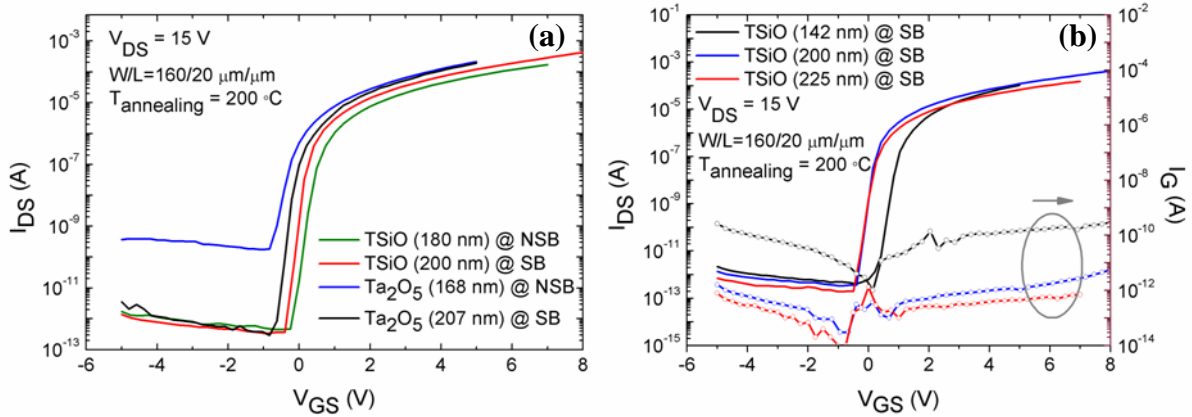 (a)
V_DS = 15 V
W/L=160/20 μm/μm
T_annealing = 200 °C
TSiO (180 nm) @ NSB
TSiO (200 nm) @ SB
Ta2O5 (168 nm) @ NSB
Ta2O5 (207 nm) @ SB
I_DS (A)
10^-3
10^-5
10^-7
10^-9
10^-11
10^-13
-6 -4 -2 0 2 4 6 8
V_GS (V)
(b)
TSiO (142 nm) @ SB
TSiO (200 nm) @ SB
TSiO (225 nm) @ SB
V_DS = 15 V
W/L=160/20 μm/μm
T_annealing = 200 °C
I_DS (A)
10^-1
10^-3
10^-5
10^-7
10^-9
10^-11
10^-13
10^-15
I_G (A)
10^-2
10^-4
10^-6
10^-8
10^-10
10^-12
10^-14
-6 -4 -2 0 2 4 6 8
V_GS (V)